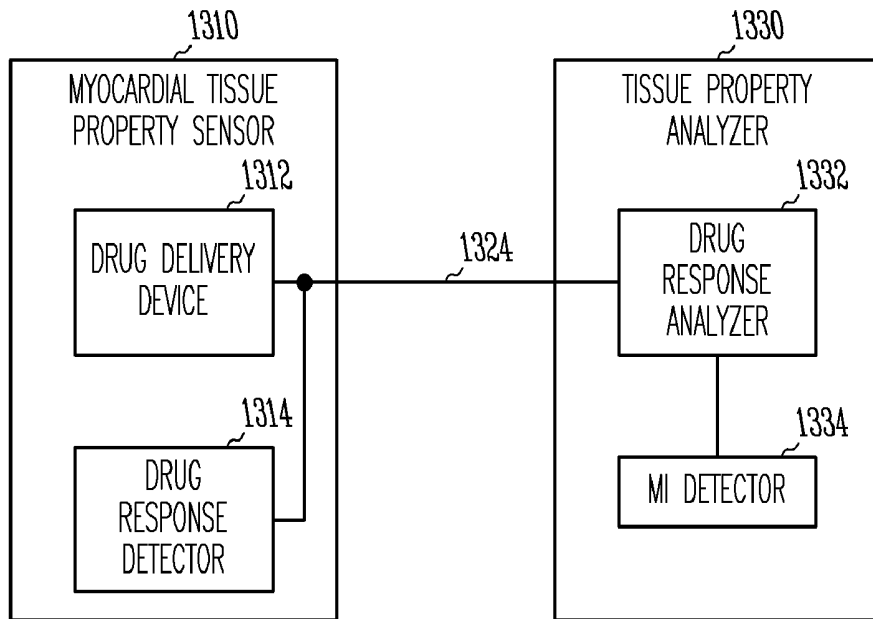 1310
MYOCARDIAL TISSUE
PROPERTY SENSOR
1312
DRUG DELIVERY
DEVICE
1314
DRUG
RESPONSE
DETECTOR
1324
1330
TISSUE PROPERTY
ANALYZER
1332
DRUG
RESPONSE
ANALYZER
1334
MI DETECTOR